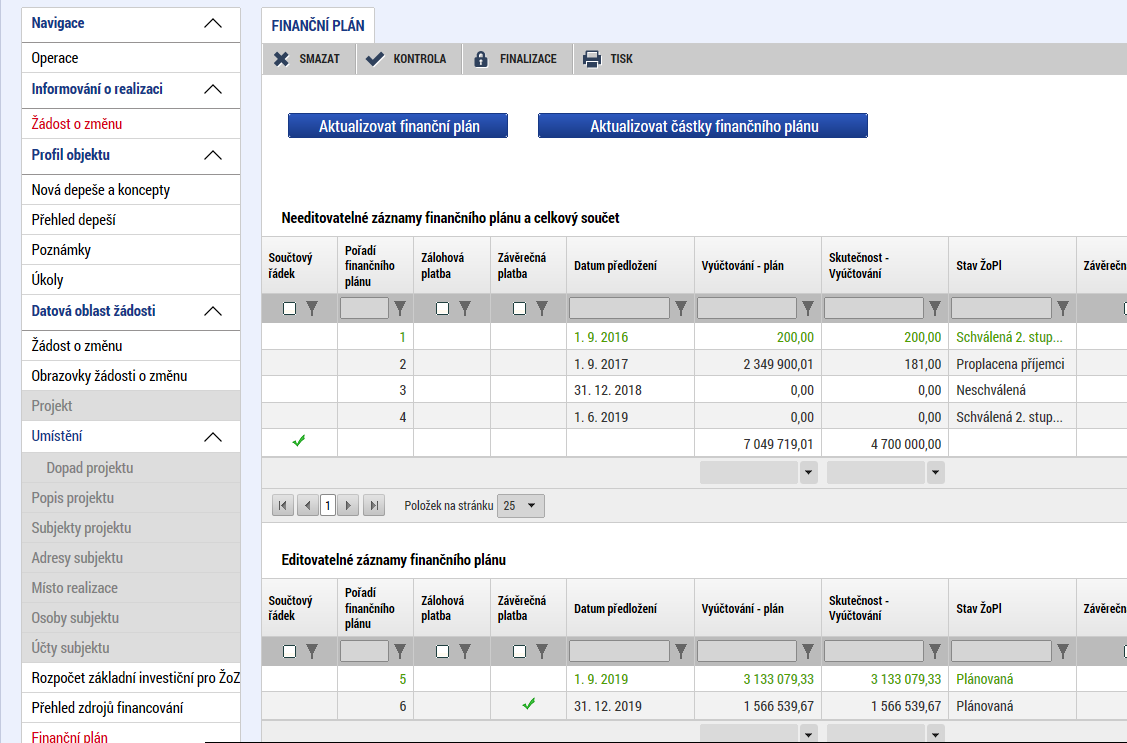 Navigace
Operace
Informování o realizaci
Žádost o změnu
Profil objektu
Nová depeše a koncepty
Přehled depeší
Poznámky
Úkoly
Datová oblast žádosti
Žádost o změnu
Obrazovky žádosti o změnu
Projekt
Umístění
Dopad projektu
Popis projektu
Subjekty projektu
Adresy subjektu
Místo realizace
Osoby subjektu
Účty subjektu
Rozpočet základní investiční pro ŽoZ
Přehled zdrojů financování
Finanční plán
FINANČNÍ PLÁN
SMAZAT KONTROLA FINALIZACE TISK
Aktualizovat finanční plán Aktualizovat částky finančního plánu
Needitovatelné záznamy finančního plánu a celkový součet
Součtový řádek Pořadí finančního plánu Zálohová platba Závěrečná platba Datum předložení Vyúčtování - plán Skutečnost - Vyúčtování Stav ŽoPl Závěrečn
1 1. 9. 2016 200,00 200,00 Schválená 2. stup...
2 1. 9. 2017 2 349 900,01 181,00 Proplacena příjemci
3 31. 12. 2018 0,00 0,00 Neschválená
4 1. 6. 2019 0,00 0,00 Schválená 2. stup...
7 049 719,01 4 700 000,00
1 Položek na stránku 25
Editovatelné záznamy finančního plánu
Součtový řádek Pořadí finančního plánu Zálohová platba Závěrečná platba Datum předložení Vyúčtování - plán Skutečnost - Vyúčtování Stav ŽoPl Závěrečn
5 1. 9. 2019 3 133 079,33 3 133 079,33 Plánovaná
6 31. 12. 2019 1 566 539,67 1 566 539,67 Plánovaná